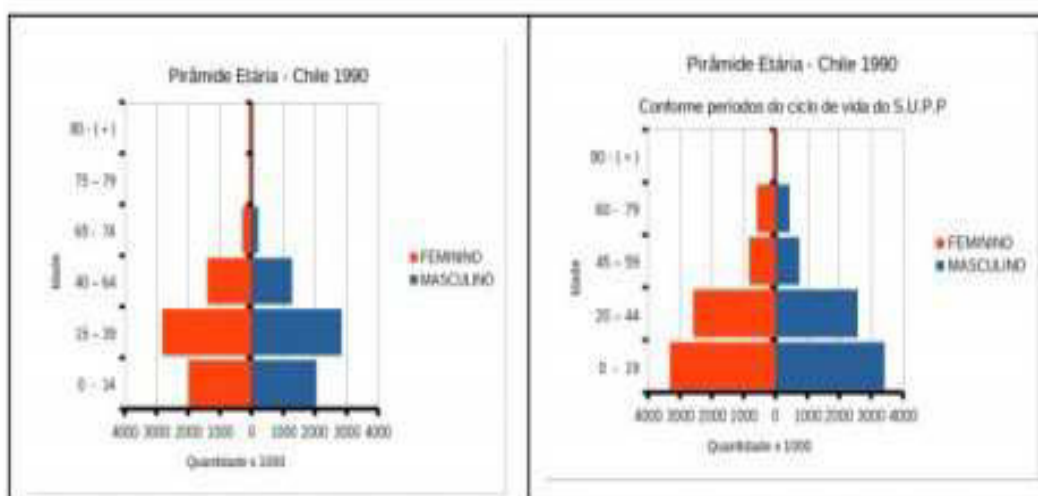 Pirâmide Etária - Chile 1990
80 - ( + )
75 – 79
40 – 64
15 – 39
0 - 14
Idade
4000 3000 2000 1000 0 1000 2000 3000 4000
Quantidade x 1000
FEMININO
MASCULINO
Pirâmide Etária - Chile 1990
Conforme períodos do ciclo de vida do S.U.P.P
80 - ( + )
60 - 79
45 – 59
20 – 44
0 - 19
Idade
4000 3000 2000 1000 0 1000 2000 3000 4000
Quantidade x 1000
FEMININO
MASCULINO